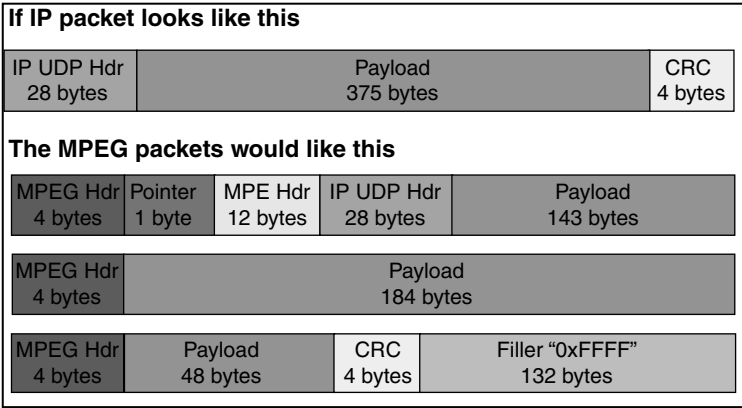 If IP packet looks like this
IP UDP Hdr Payload CRC
28 bytes 375 bytes 4 bytes
The MPEG packets would like this
MPEG Hdr Pointer MPE Hdr IP UDP Hdr Payload
4 bytes 1 byte 12 bytes 28 bytes 143 bytes
MPEG Hdr Payload
4 bytes 184 bytes
MPEG Hdr Payload CRC Filler “0xFFFF”
4 bytes 48 bytes 4 bytes 132 bytes